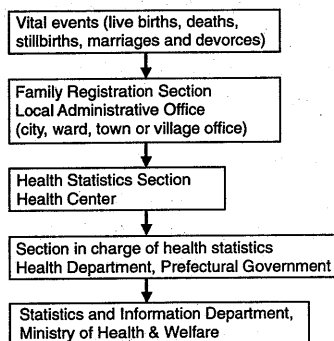 Vital events (live births, deaths,
stillbirths, marriages and devorces)
Family Registration Section
Local Administrative Office
(city, ward, town or village office)
Health Statistics Section
Health Center
Section in charge of health statistics
Health Department, Prefectural Government
Statistics and Information Department,
Ministry of Health & Welfare